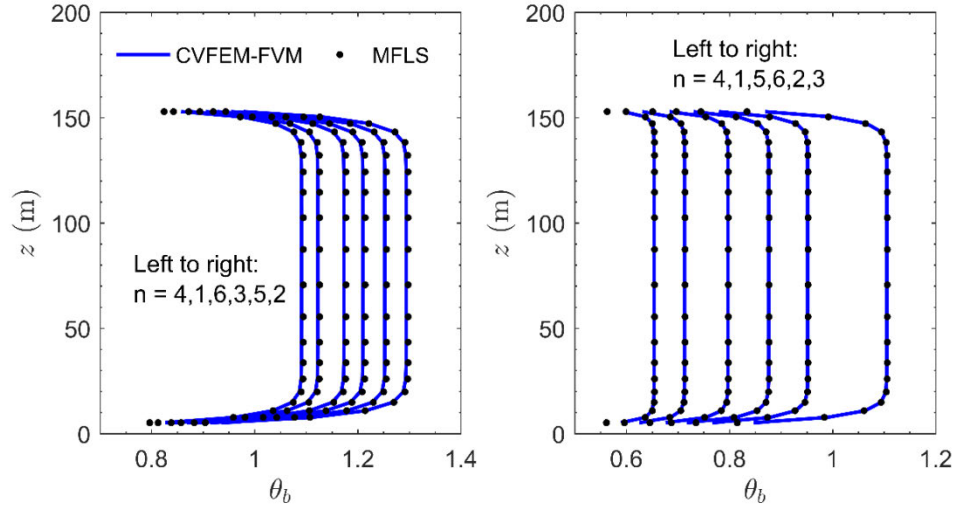 200
150
100
50
0
z (m)
CVFEM-FVM MFLS
Left to right:
n = 4,1,6,3,5,2
0.8 1 1.2 1.4
θ_b
200
150
100
50
0
z (m)
Left to right:
n = 4,1,5,6,2,3
0.6 0.8 1 1.2
θ_b